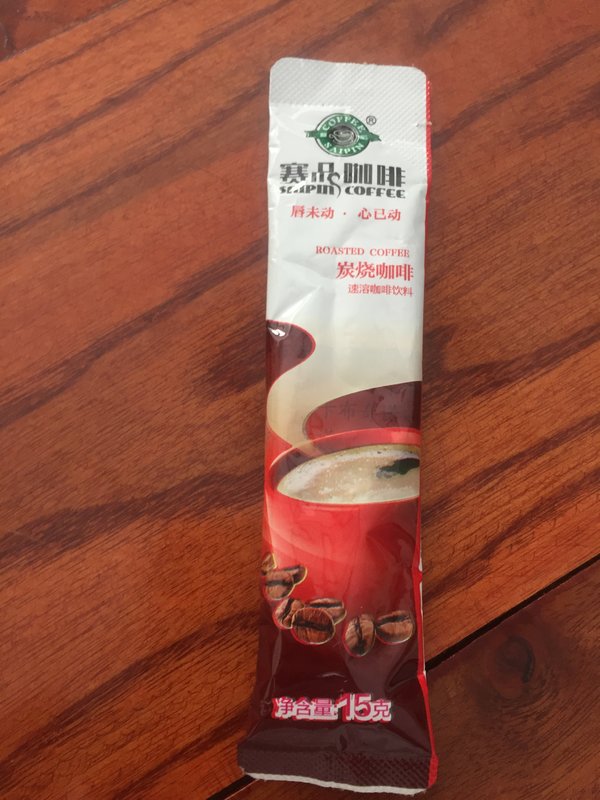 COFFEE
SAIPIN
®
赛品咖啡
SAIPIN COFFEE
唇未动 · 心已动
ROASTED COFFEE
炭烧咖啡
速溶咖啡饮料
净含量:15克